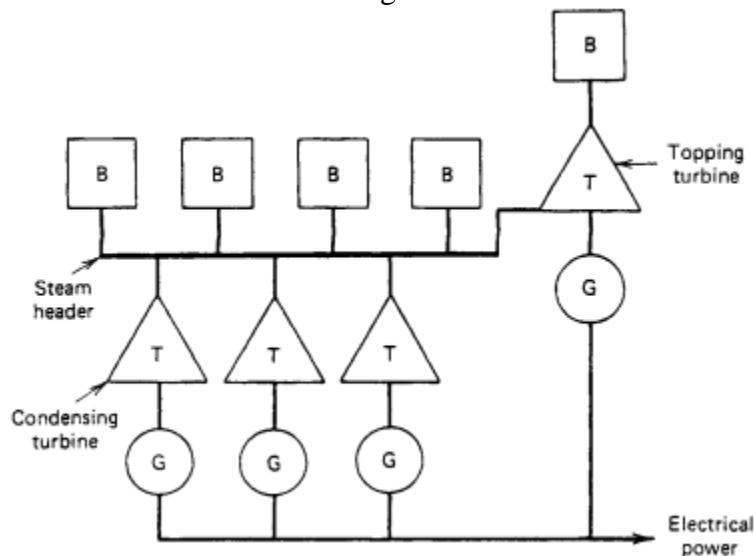 B
B
B
B
B
Topping
turbine
T
Steam
header
G
T
T
T
Condensing
turbine
G
G
G
Electrical
power